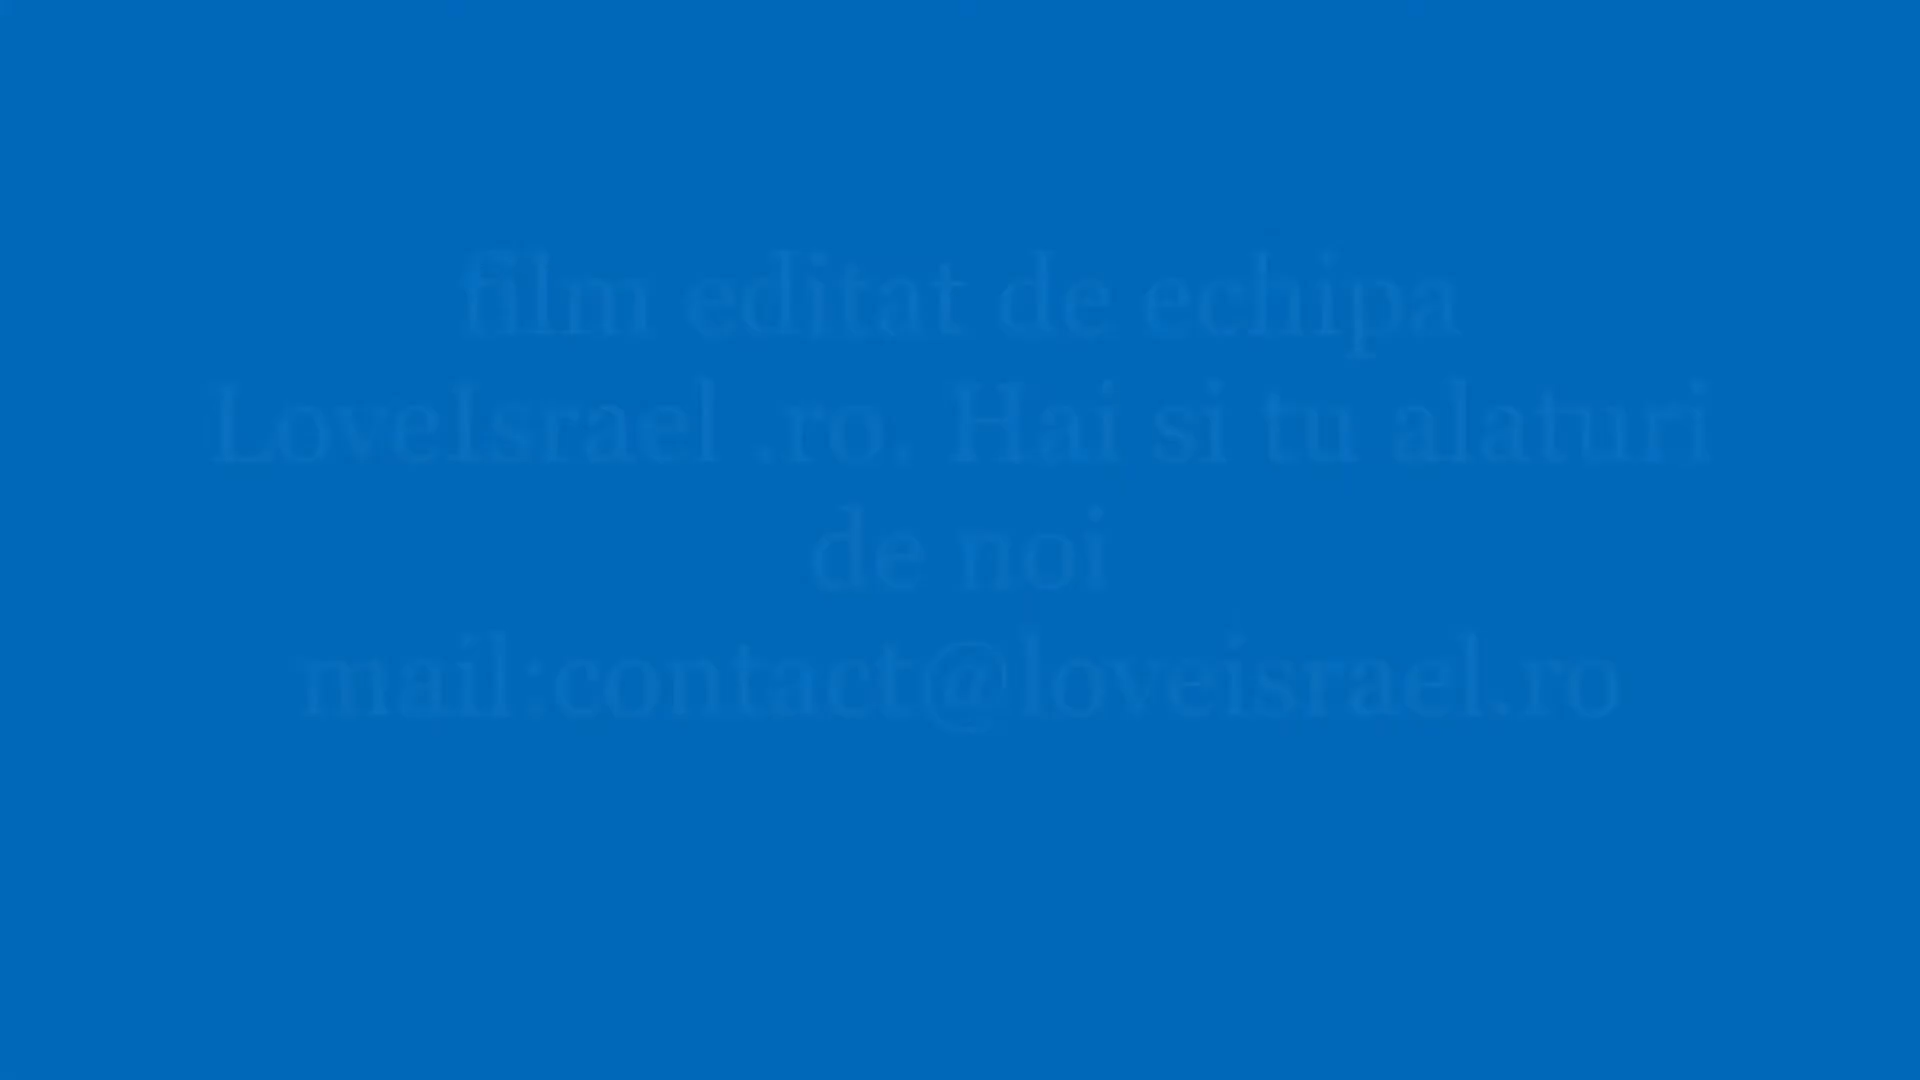 film editat de echipa
LoveIsrael .ro. Hai si tu alaturi
de noi
mail:contact@loveisrael.ro